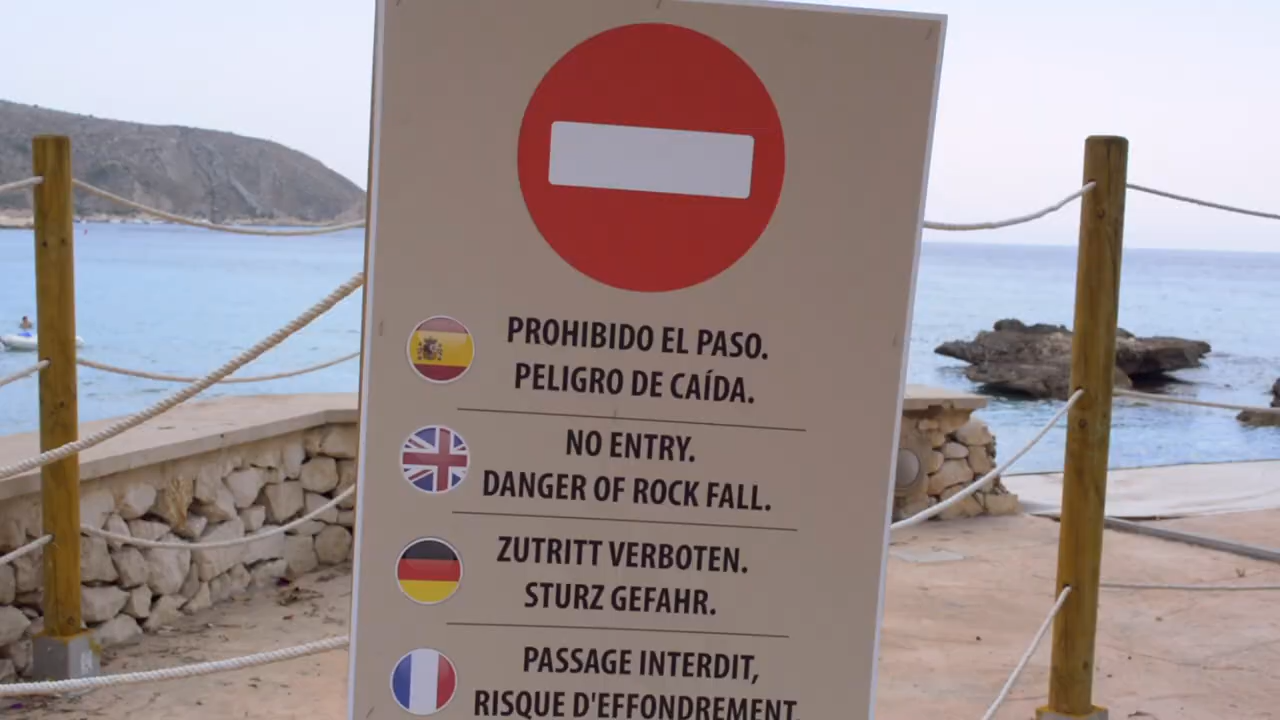 PROHIBIDO EL PASO.
PELIGRO DE CAÍDA.
NO ENTRY.
DANGER OF ROCK FALL.
ZUTRITT VERBOTEN.
STURZ GEFAHR.
PASSAGE INTERDIT,
RISQUE D'EFFONDREMENT.